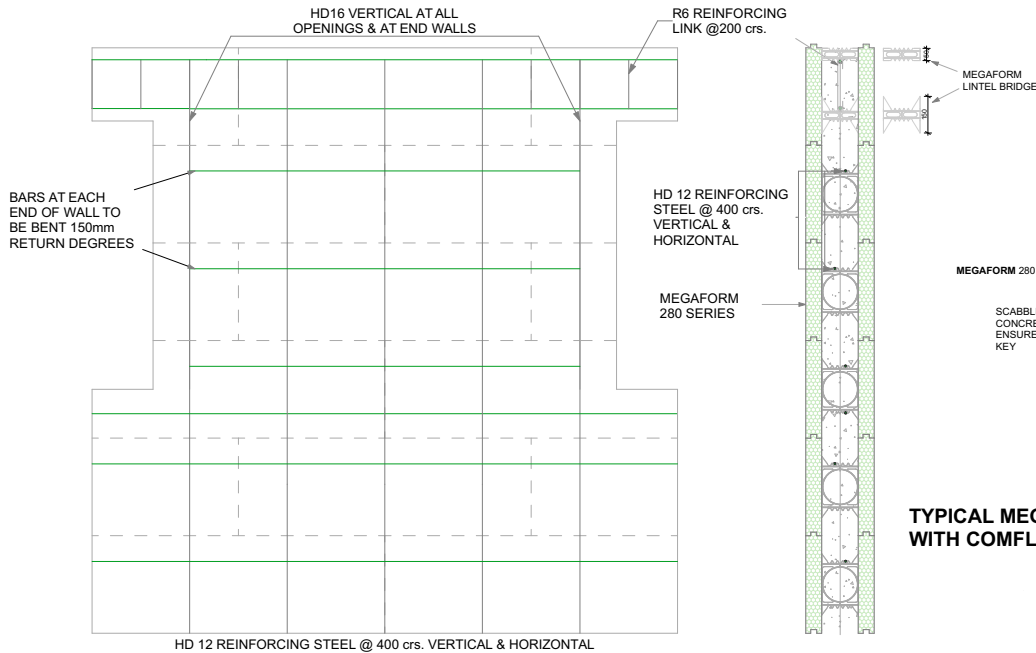 HD16 VERTICAL AT ALL
OPENINGS & AT END WALLS
R6 REINFORCING
LINK @200 crs.
MEGAFORM
LINTEL BRIDGE
150
BARS AT EACH
END OF WALL TO
BE BENT 150mm
RETURN DEGREES
HD 12 REINFORCING
STEEL @ 400 crs.
VERTICAL &
HORIZONTAL
MEGAFORM
280 SERIES
MEGAFORM 280
SCABBL
CONCRE
ENSURE
KEY
TYPICAL MEG
WITH COMFL
HD 12 REINFORCING STEEL @ 400 crs. VERTICAL & HORIZONTAL